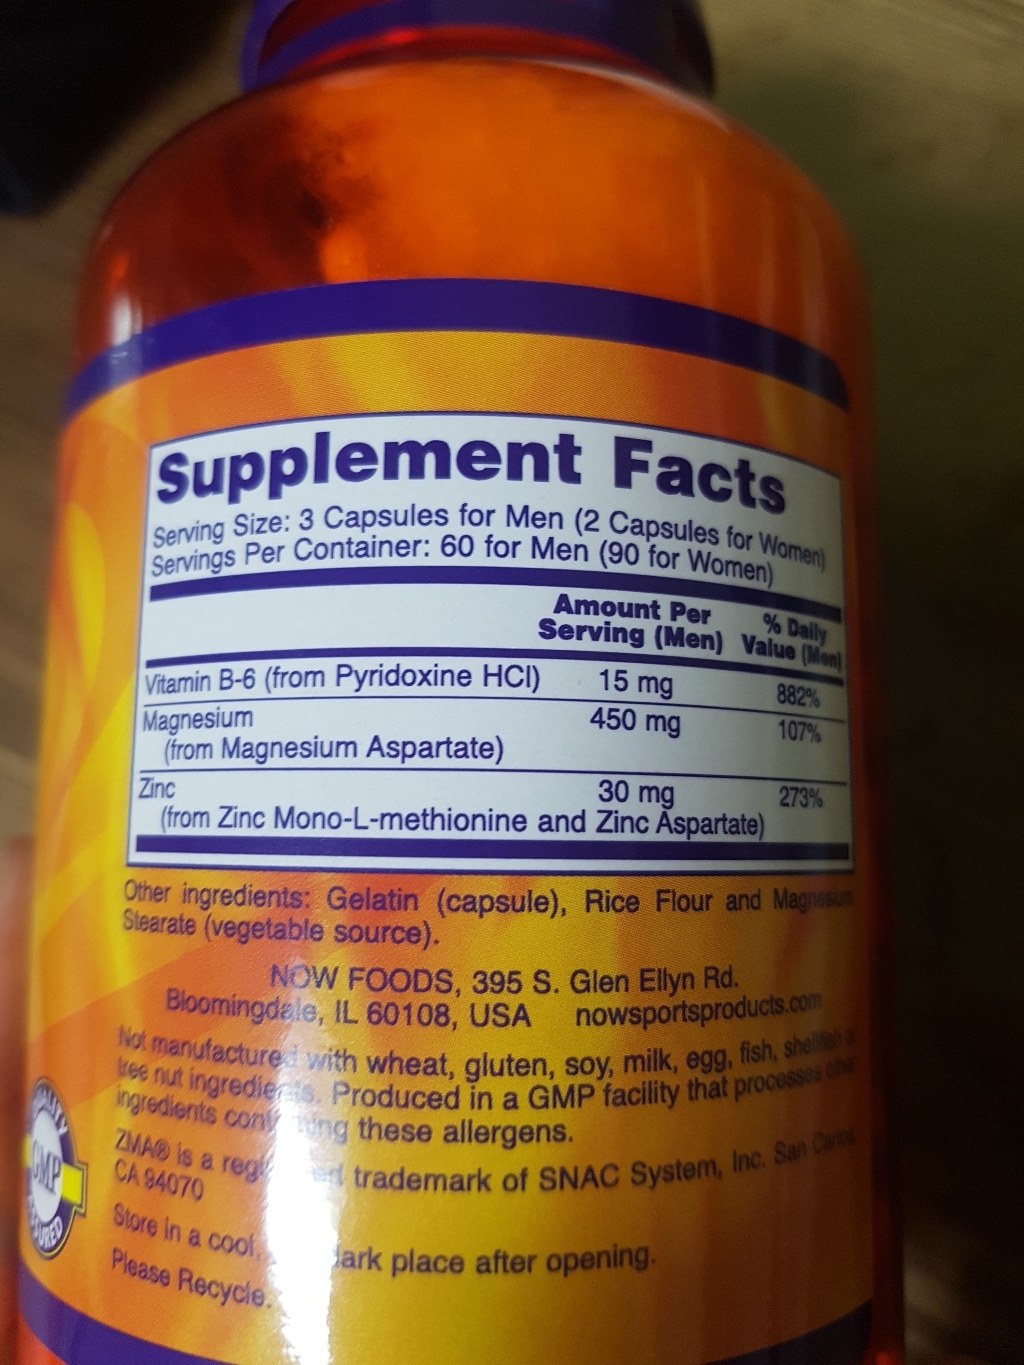 Supplement Facts
Serving Size: 3 Capsules for Men (2 Capsules for Women)
Servings Per Container: 60 for Men (90 for Women)
Amount Per
Serving (Men)
% Daily
Value (Men)
Vitamin B-6 (from Pyridoxine HCl) 15 mg 882%
Magnesium 450 mg 107%
(from Magnesium Aspartate)
Zinc 30 mg 273%
(from Zinc Mono-L-methionine and Zinc Aspartate)
Other ingredients: Gelatin (capsule), Rice Flour and Magnesium
Stearate (vegetable source).
NOW FOODS, 395 S. Glen Ellyn Rd.
Bloomingdale, IL 60108, USA nowsportsproducts.com
Not manufactured with wheat, gluten, soy, milk, egg, fish, shellfish
tree nut ingredients. Produced in a GMP facility that processes other
ingredients containing these allergens.
ZMA® is a registered trademark of SNAC System, Inc. San Carlos,
CA 94070
Store in a cool, dark place after opening.
Please Recycle.
QUALITY
GMP
ASSURED